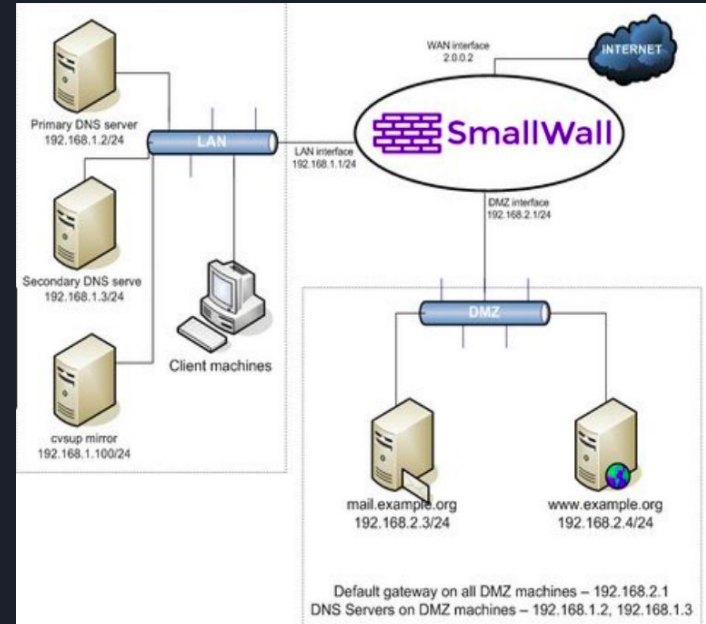 WAN interface
2.0.0.2
INTERNET
Primary DNS server
192.168.1.2/24
LAN
LAN interface
192.168.1.1/24
SmallWall
DMZ interface
192.168.2.1/24
Secondary DNS serve
192.168.1.3/24
Client machines
cvsup mirror
192.168.1.100/24
DMZ
mail.example.org
192.168.2.3/24
www.example.org
192.168.2.4/24
Default gateway on all DMZ machines – 192.168.2.1
DNS Servers on DMZ machines – 192.168.1.2, 192.168.1.3